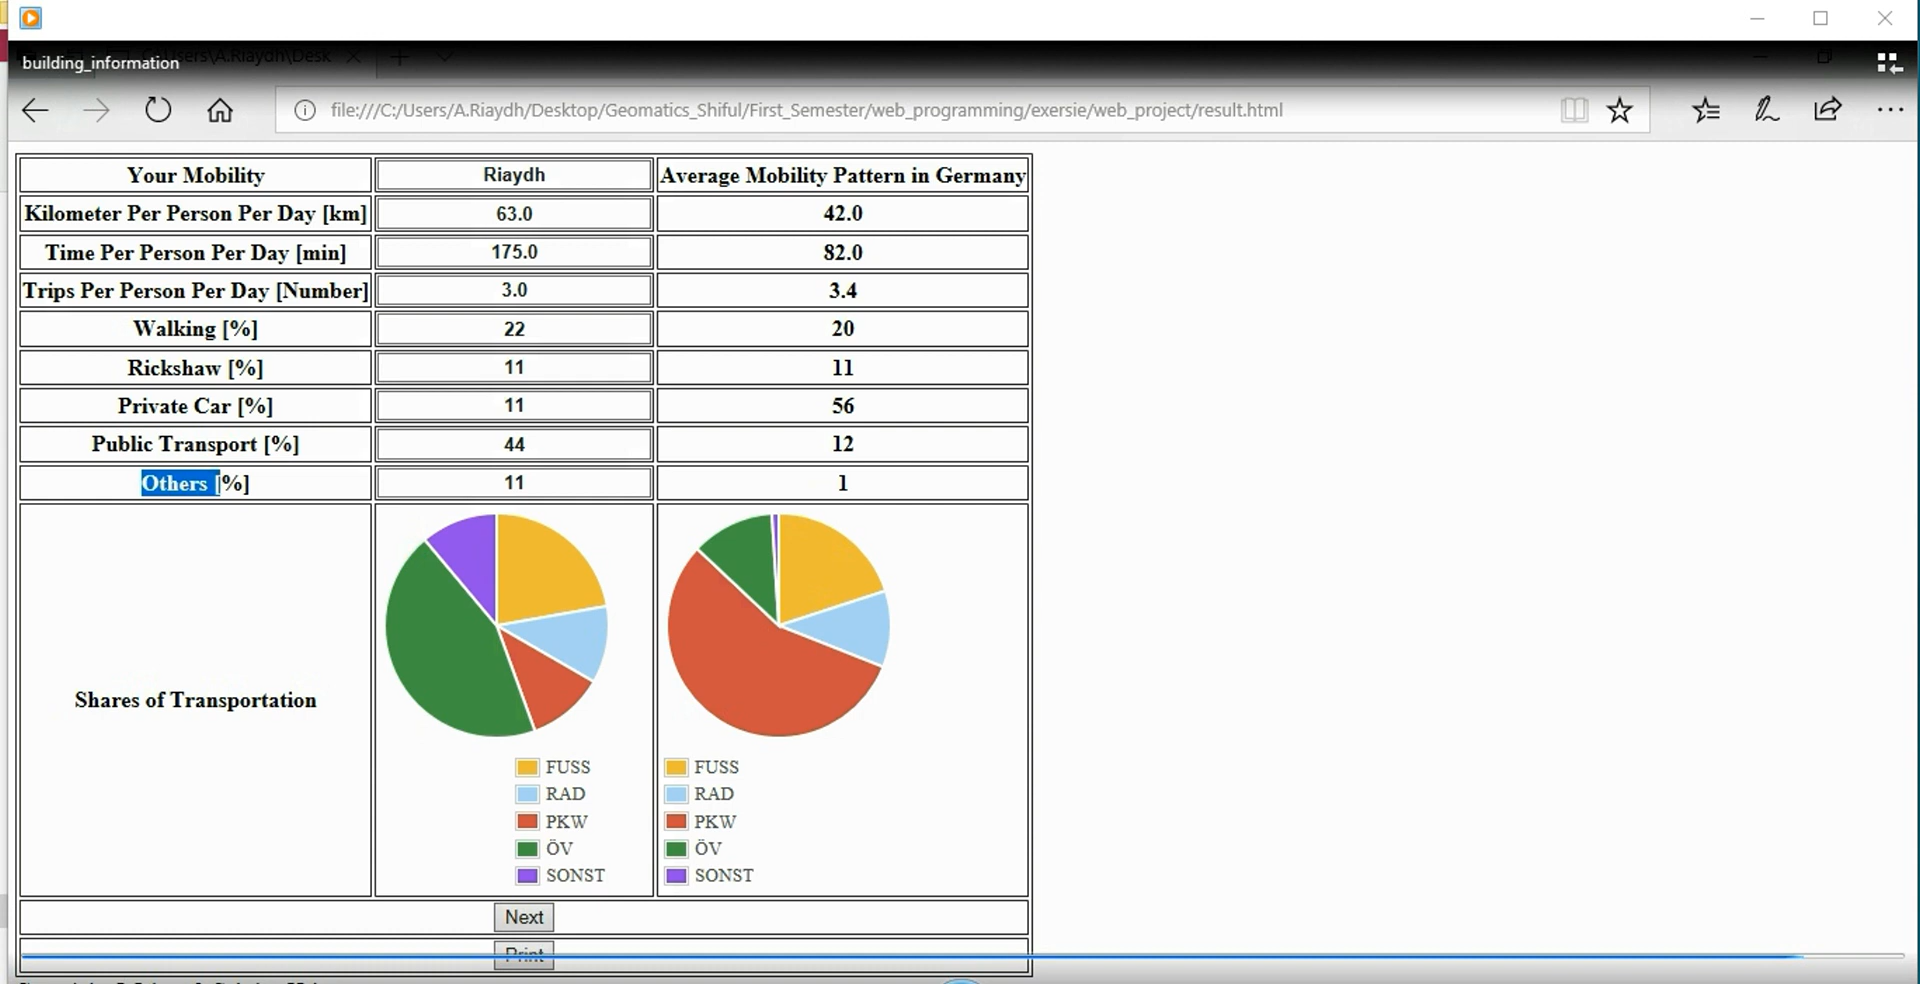 C:\Users\A.Riaydh\Desk
building_information
file:///C:/Users/A.Riaydh/Desktop/Geomatics_Shiful/First_Semester/web_programming/exersie/web_project/result.html
Your Mobility Riaydh Average Mobility Pattern in Germany
Kilometer Per Person Per Day [km] 63.0 42.0
Time Per Person Per Day [min] 175.0 82.0
Trips Per Person Per Day [Number] 3.0 3.4
Walking [%] 22 20
Rickshaw [%] 11 11
Private Car [%] 11 56
Public Transport [%] 44 12
Others [%] 11 1
Shares of Transportation
FUSS
RAD
PKW
ÖV
SONST
FUSS
RAD
PKW
ÖV
SONST
Next
Print